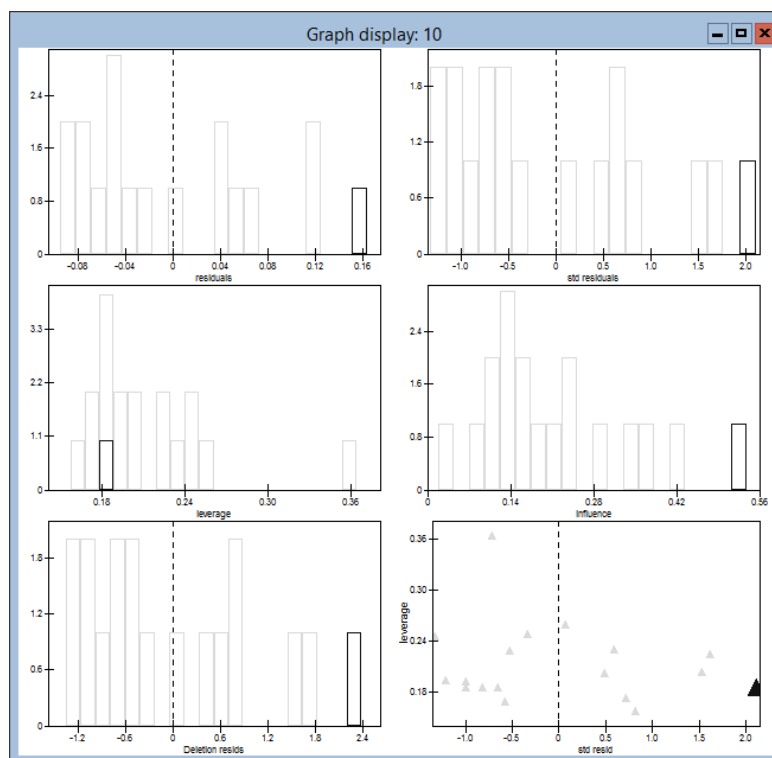 Graph display: 10
2.4
1.6
0.8
0
-0.08 -0.04 0 0.04 0.08 0.12 0.16
residuals
1.8
1.2
0.6
0
-1.0 -0.5 0 0.5 1.0 1.5 2.0
std residuals
3.3
2.2
1.1
0
0.18 0.24 0.30 0.36
leverage
2.4
1.6
0.8
0
0 0.14 0.28 0.42 0.56
Influence
1.8
1.2
0.6
0
-1.2 -0.6 0 0.6 1.2 1.8 2.4
Deletion resids
leverage
0.36
0.30
0.24
0.18
-1.0 -0.5 0 0.5 1.0 1.5 2.0
std resid